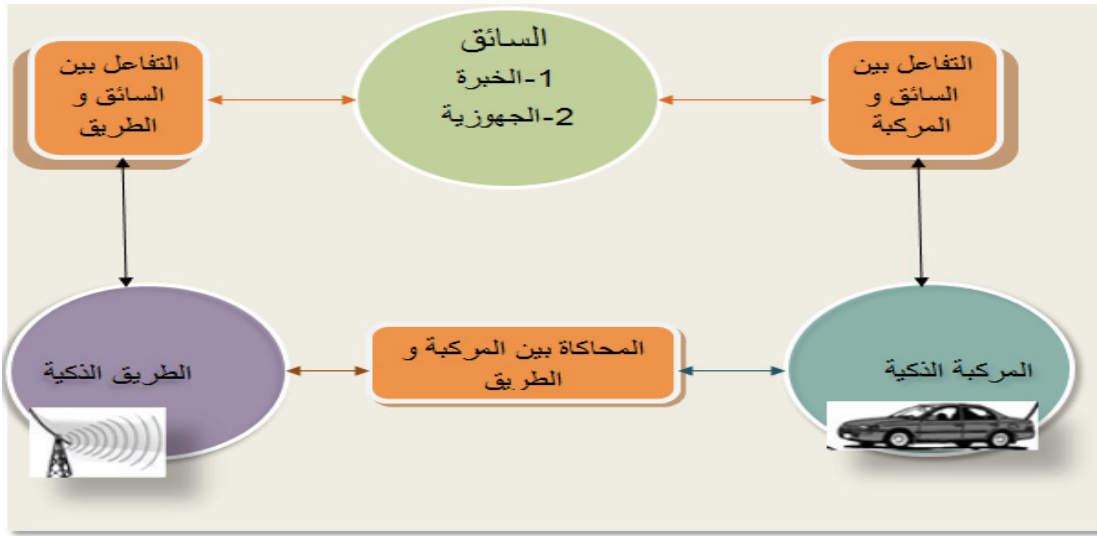 التفاعل بين
السائق و
المركبة
السائق
1-الخبرة
2-الجهوزية
التفاعل بين
السائق و
الطريق
المركبة الذكية
المحاكاة بين المركبة و
الطريق
الطريق الذكية